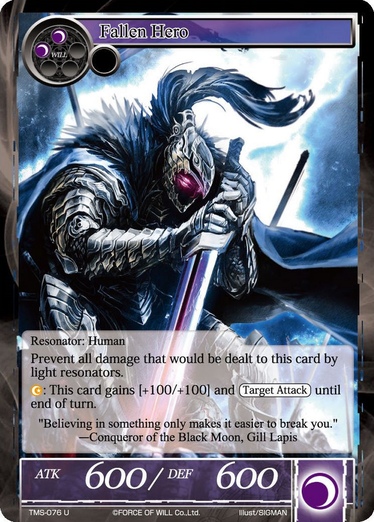 Fallen Hero
WILL
Resonator: Human
Prevent all damage that would be dealt to this card by
light resonators.
: This card gains [+100/+100] and Target Attack until
end of turn.
"Believing in something only makes it easier to break you."
—Conqueror of the Black Moon, Gill Lapis
ATK 600/ DEF 600
TMS-076 U ©FORCE OF WILL Co.,Ltd. Illust/SIGMAN